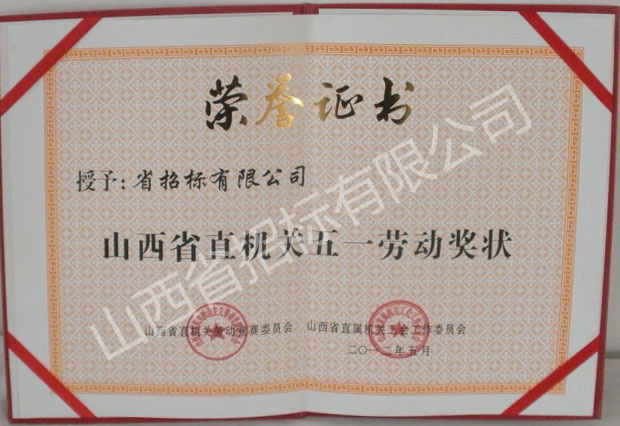 荣誉证书
授予：省招标有限公司
山西省直机关五一劳动奖状
山西省直机关劳动竞赛委员会
山西省直属机关工会工作委员会
二〇一二年五月
山西省招标有限公司